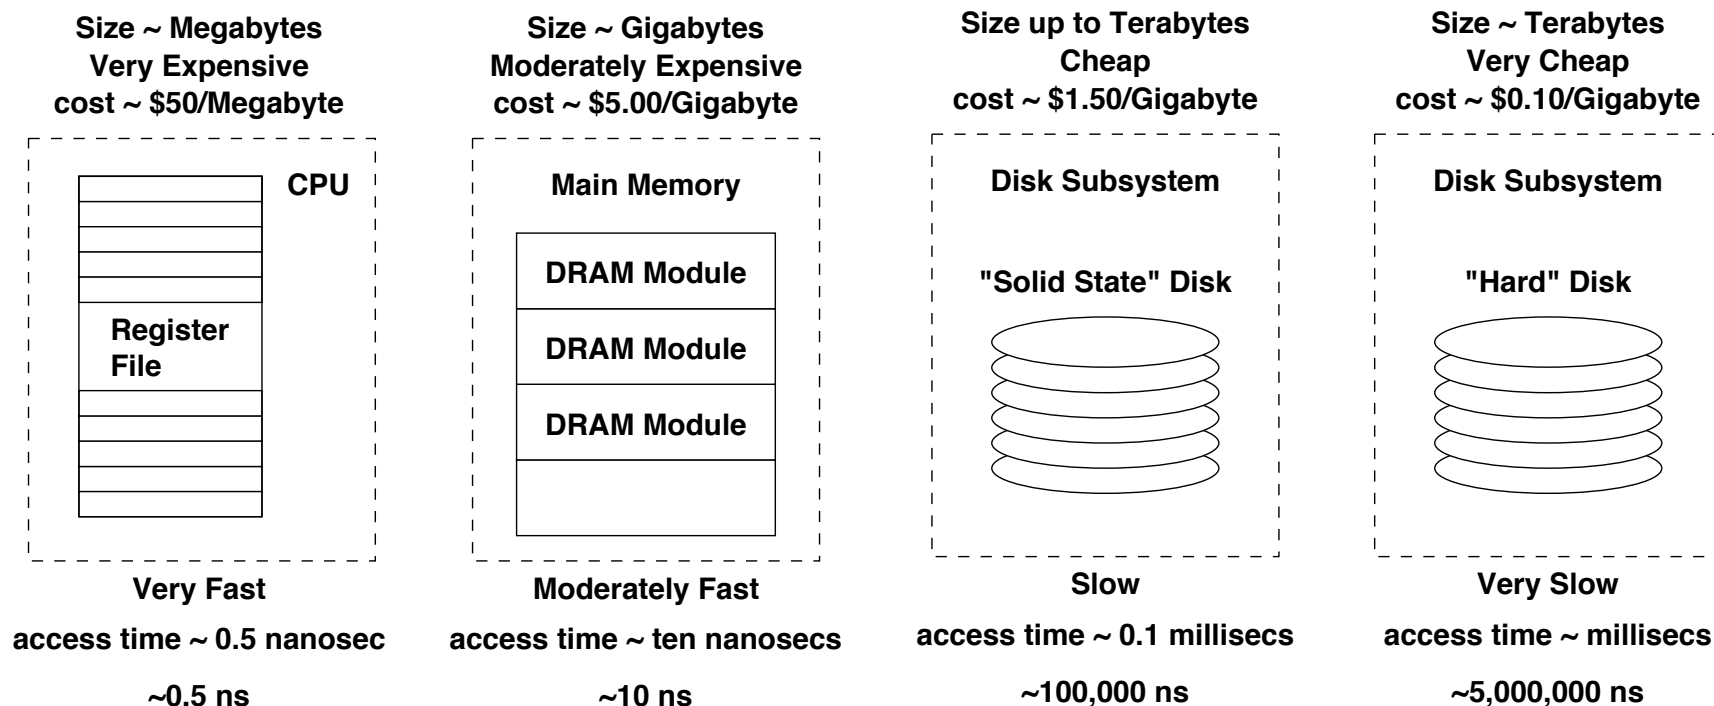 Size ~ Megabytes
Very Expensive
cost ~ $50/Megabyte
CPU
Register
File
Very Fast
access time ~ 0.5 nanosec
~0.5 ns
Size ~ Gigabytes
Moderately Expensive
cost ~ $5.00/Gigabyte
Main Memory
DRAM Module
DRAM Module
DRAM Module
Moderately Fast
access time ~ ten nanosecs
~10 ns
Size up to Terabytes
Cheap
cost ~ $1.50/Gigabyte
Disk Subsystem
"Solid State" Disk
Slow
access time ~ 0.1 millisecs
~100,000 ns
Size ~ Terabytes
Very Cheap
cost ~ $0.10/Gigabyte
Disk Subsystem
"Hard" Disk
Very Slow
access time ~ millisecs
~5,000,000 ns